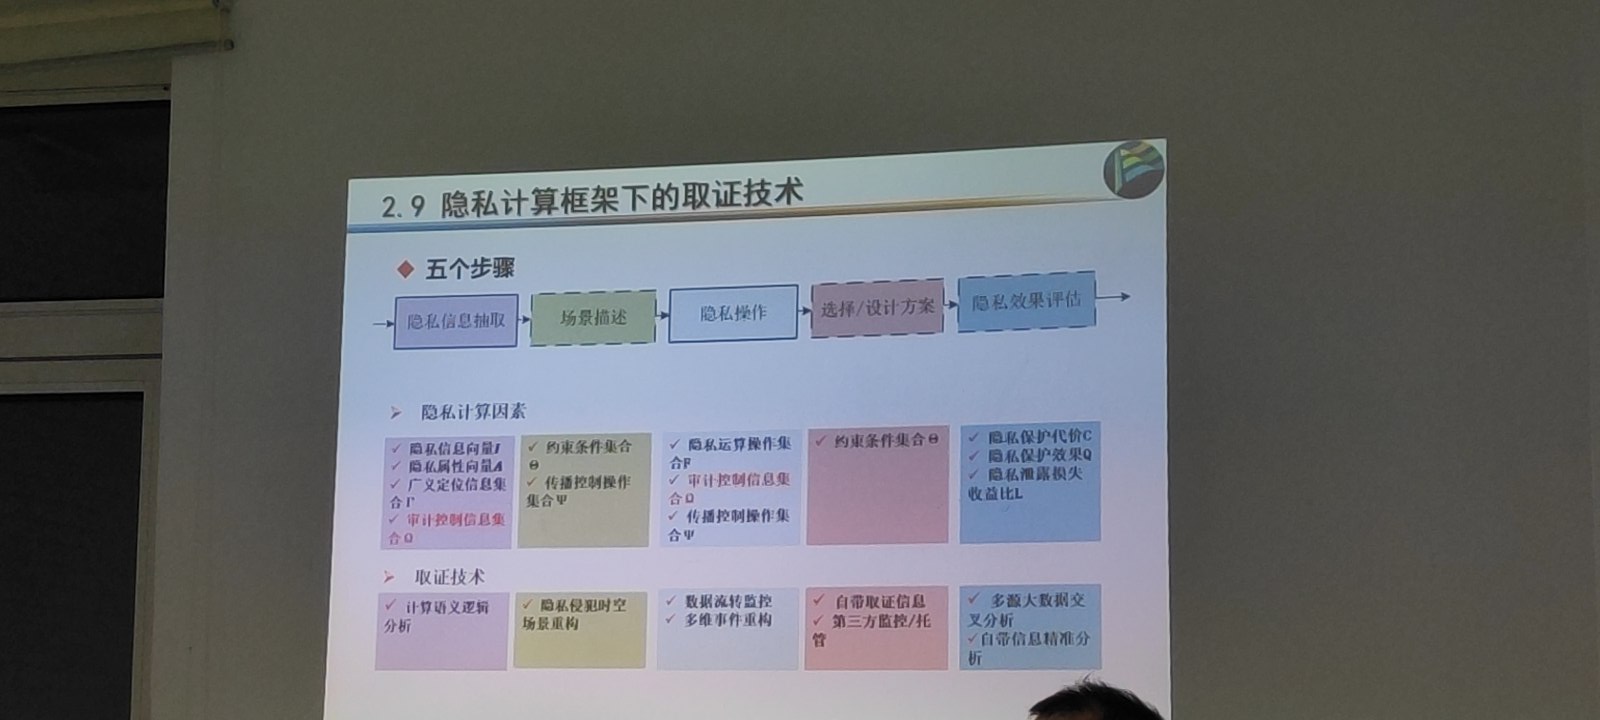 2.9 隐私计算框架下的取证技术
五个步骤
隐私信息抽取
场景描述
隐私操作
选择/设计方案
隐私效果评估
隐私计算因素
隐私信息向量I
隐私属性向量A
广义定位信息集
合Γ
审计控制信息集
合Ω
约束条件集合
Θ
传播控制操作
集合Ψ
隐私运算操作集
合F
审计控制信息集
合Ω
传播控制操作集
合Ψ
约束条件集合Θ
隐私保护代价C
隐私保护效果Q
隐私泄露损失
收益比L
取证技术
计算语义逻辑
分析
隐私侵犯时空
场景重构
数据流转监控
多维事件重构
自带取证信息
第三方监控/托
管
多源大数据交
叉分析
自带信息精准分
析